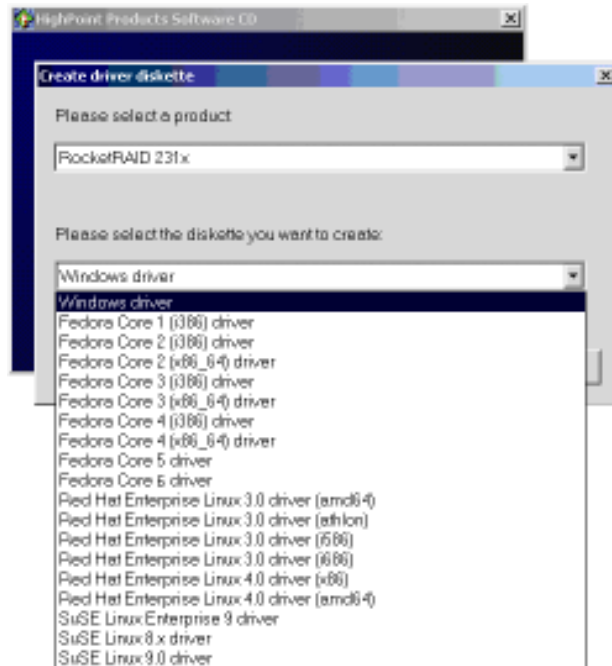 HighPoint Products Software CD
Create driver diskette
Please select a product
RocketRAID 231x
Please select the diskette you want to create:
Windows driver
Windows driver
Fedora Core 1 (i386) driver
Fedora Core 2 (i386) driver
Fedora Core 2 (x86_64) driver
Fedora Core 3 (i386) driver
Fedora Core 3 (x86_64) driver
Fedora Core 4 (i386) driver
Fedora Core 4 (x86_64) driver
Fedora Core 5 driver
Fedora Core 6 driver
Red Hat Enterprise Linux 3.0 driver (amd64)
Red Hat Enterprise Linux 3.0 driver (athlon)
Red Hat Enterprise Linux 3.0 driver (i586)
Red Hat Enterprise Linux 3.0 driver (i686)
Red Hat Enterprise Linux 4.0 driver (x86)
Red Hat Enterprise Linux 4.0 driver (amd64)
SuSE Linux Enterprise 9 driver
SuSE Linux 8.x driver
SuSE Linux 9.0 driver